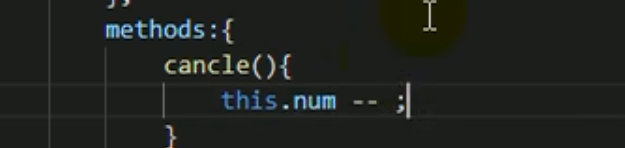 methods:{
cancle(){
this.num -- ;
}